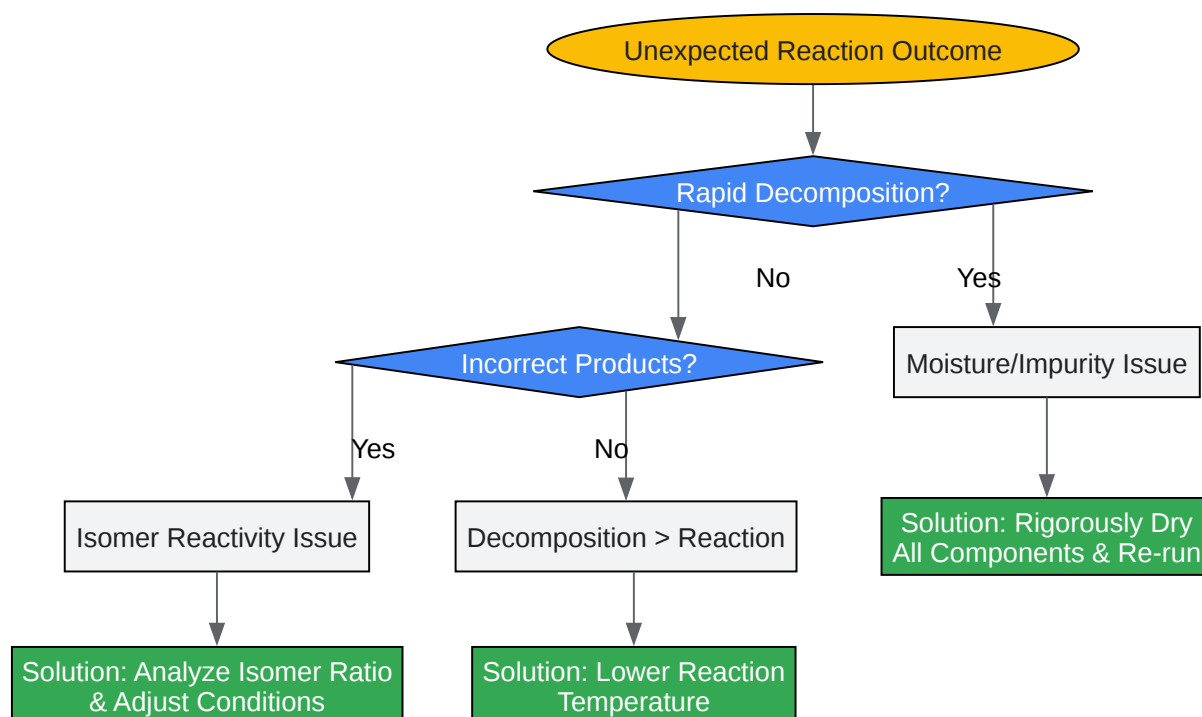 Unexpected Reaction Outcome
Rapid Decomposition?
No
Yes
Incorrect Products?
Moisture/Impurity Issue
Yes
No
Isomer Reactivity Issue
Decomposition > Reaction
Solution: Rigorously Dry
All Components & Re-run
Solution: Analyze Isomer Ratio
& Adjust Conditions
Solution: Lower Reaction
Temperature